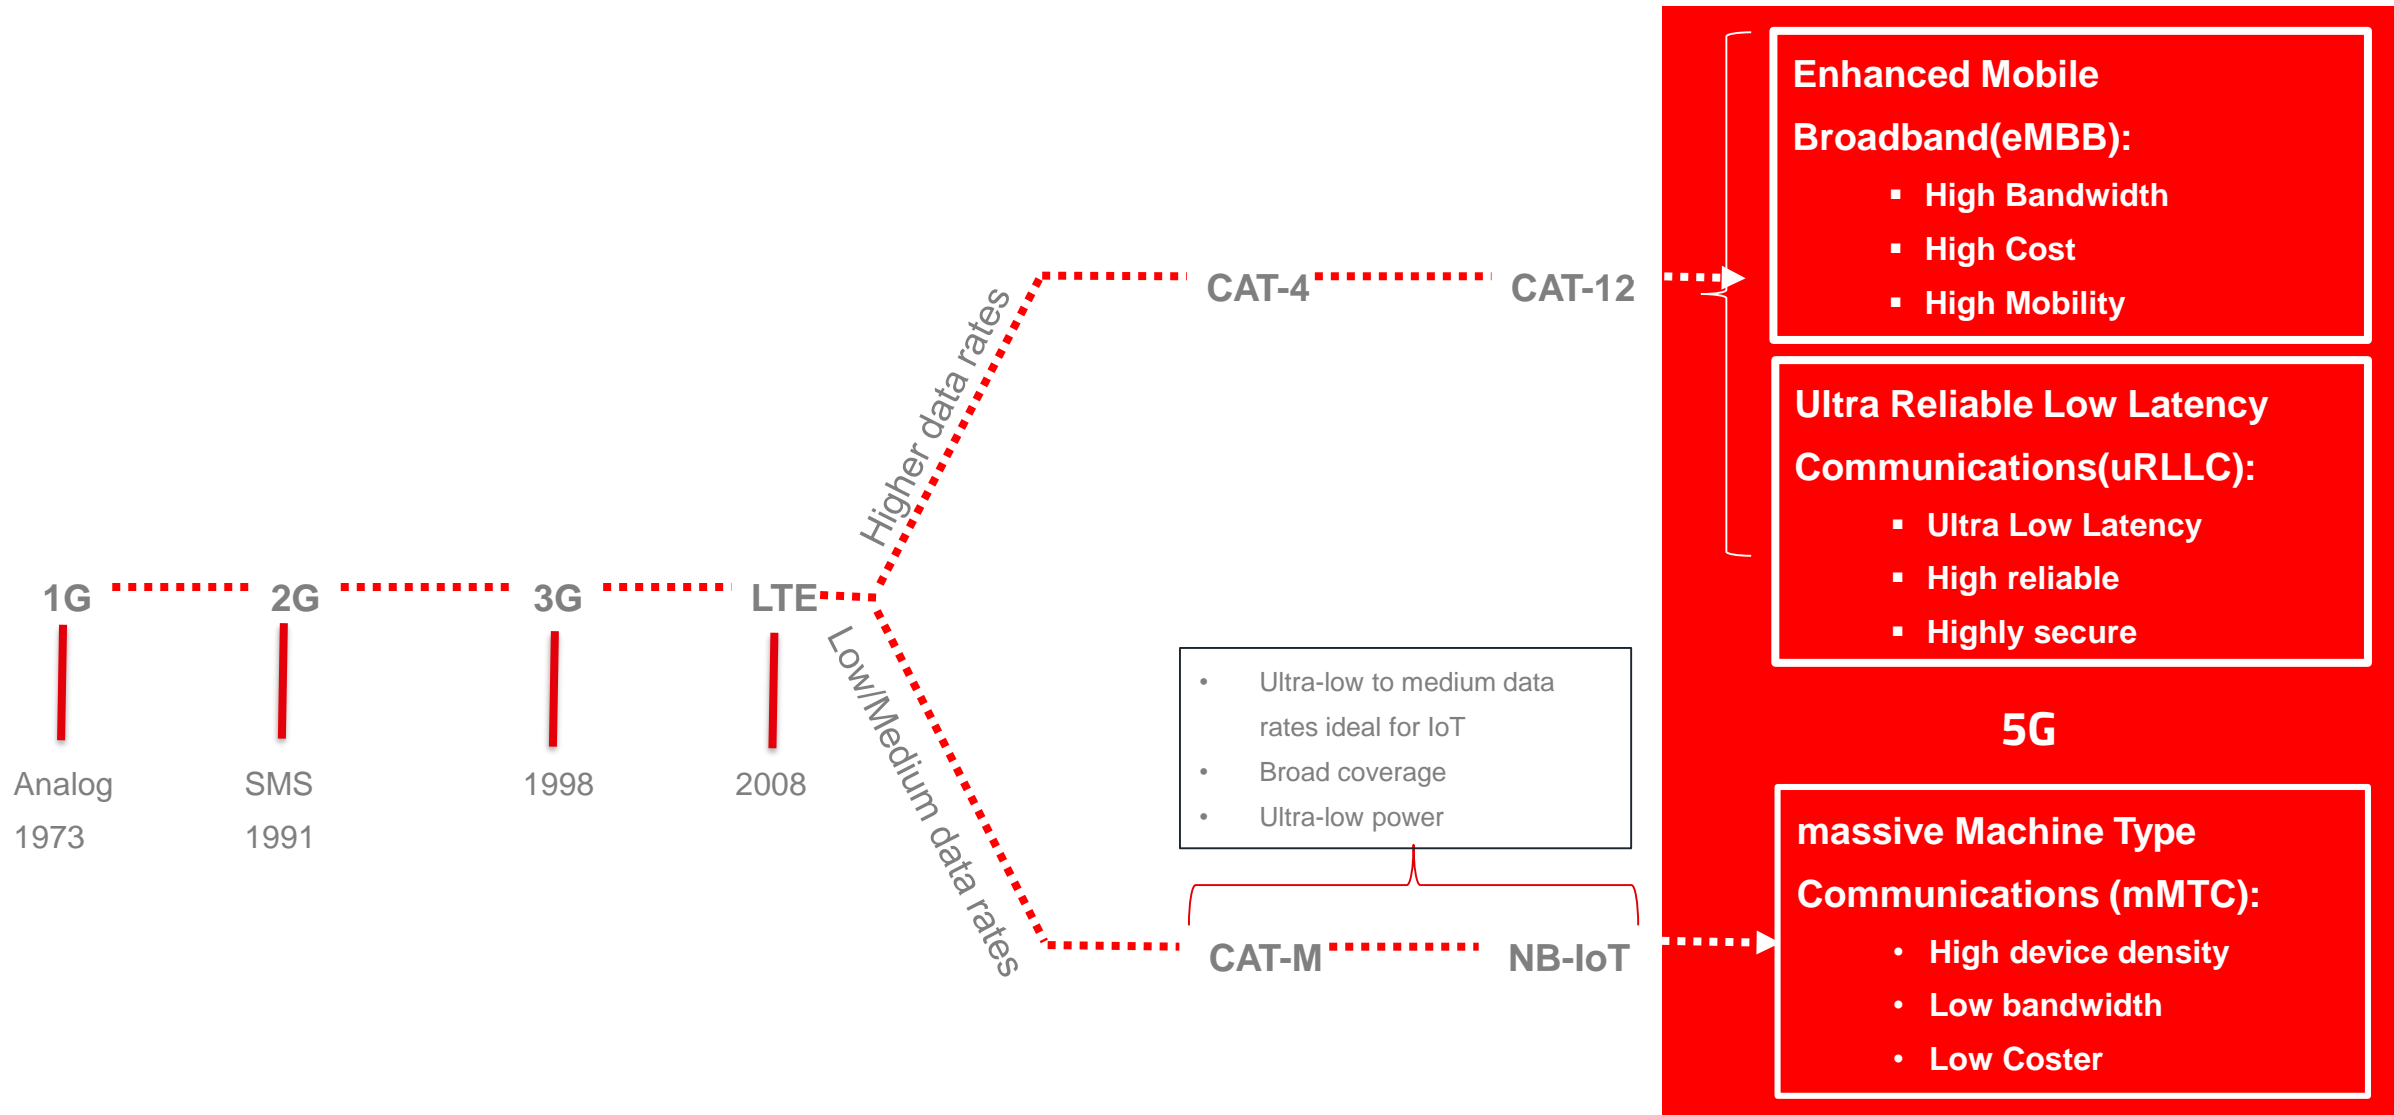 1G
2G
3G
LTE
Analog
1973
SMS
1991
1998
2008
Higher data rates
Low/Medium data rates
CAT-4
CAT-12
▪ Ultra-low to medium data
rates ideal for IoT
• Broad coverage
• Ultra-low power
CAT-M
NB-IoT
Enhanced Mobile
Broadband(eMBB):
▪ High Bandwidth
▪ High Cost
▪ High Mobility
Ultra Reliable Low Latency
Communications(uRLLC):
▪ Ultra Low Latency
▪ High reliable
▪ Highly secure
5G
massive Machine Type
Communications (mMTC):
• High device density
• Low bandwidth
• Low Coster